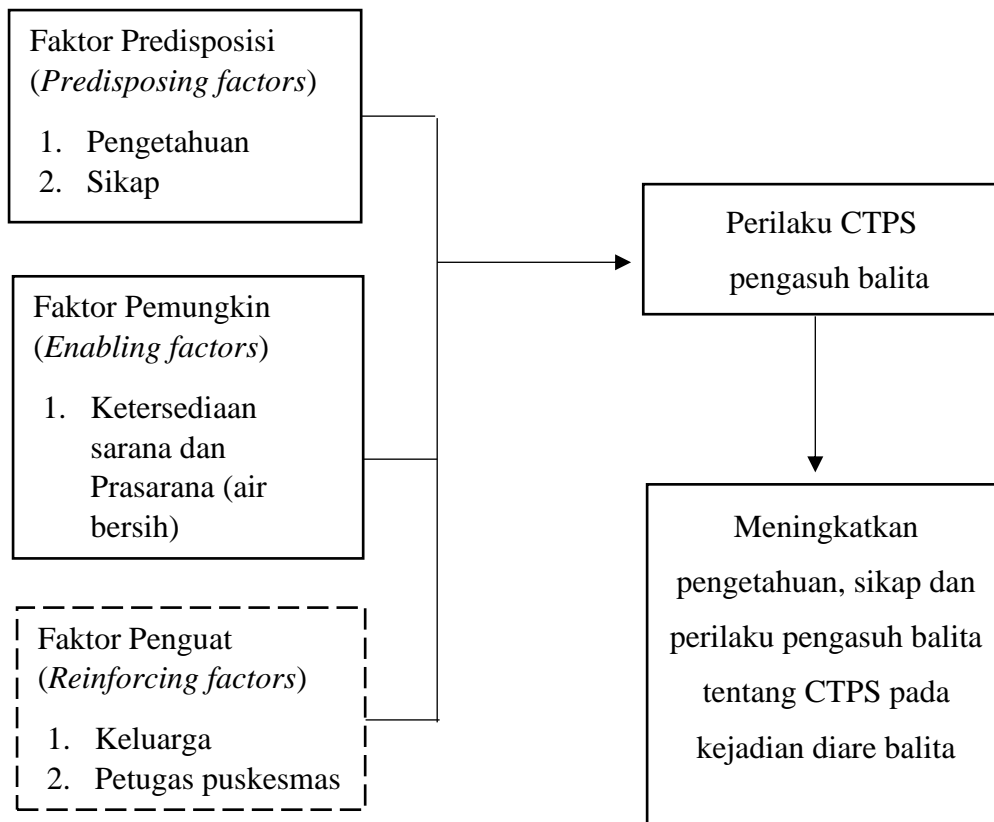 Faktor Predisposisi
(Predisposing factors)
1. Pengetahuan
2. Sikap
Faktor Pemungkin
(Enabling factors)
1. Ketersediaan
sarana dan
Prasarana (air
bersih)
Faktor Penguat
(Reinforcing factors)
1. Keluarga
2. Petugas puskesmas
Perilaku CTPS
pengasuh balita
Meningkatkan
pengetahuan, sikap dan
perilaku pengasuh balita
tentang CTPS pada
kejadian diare balita